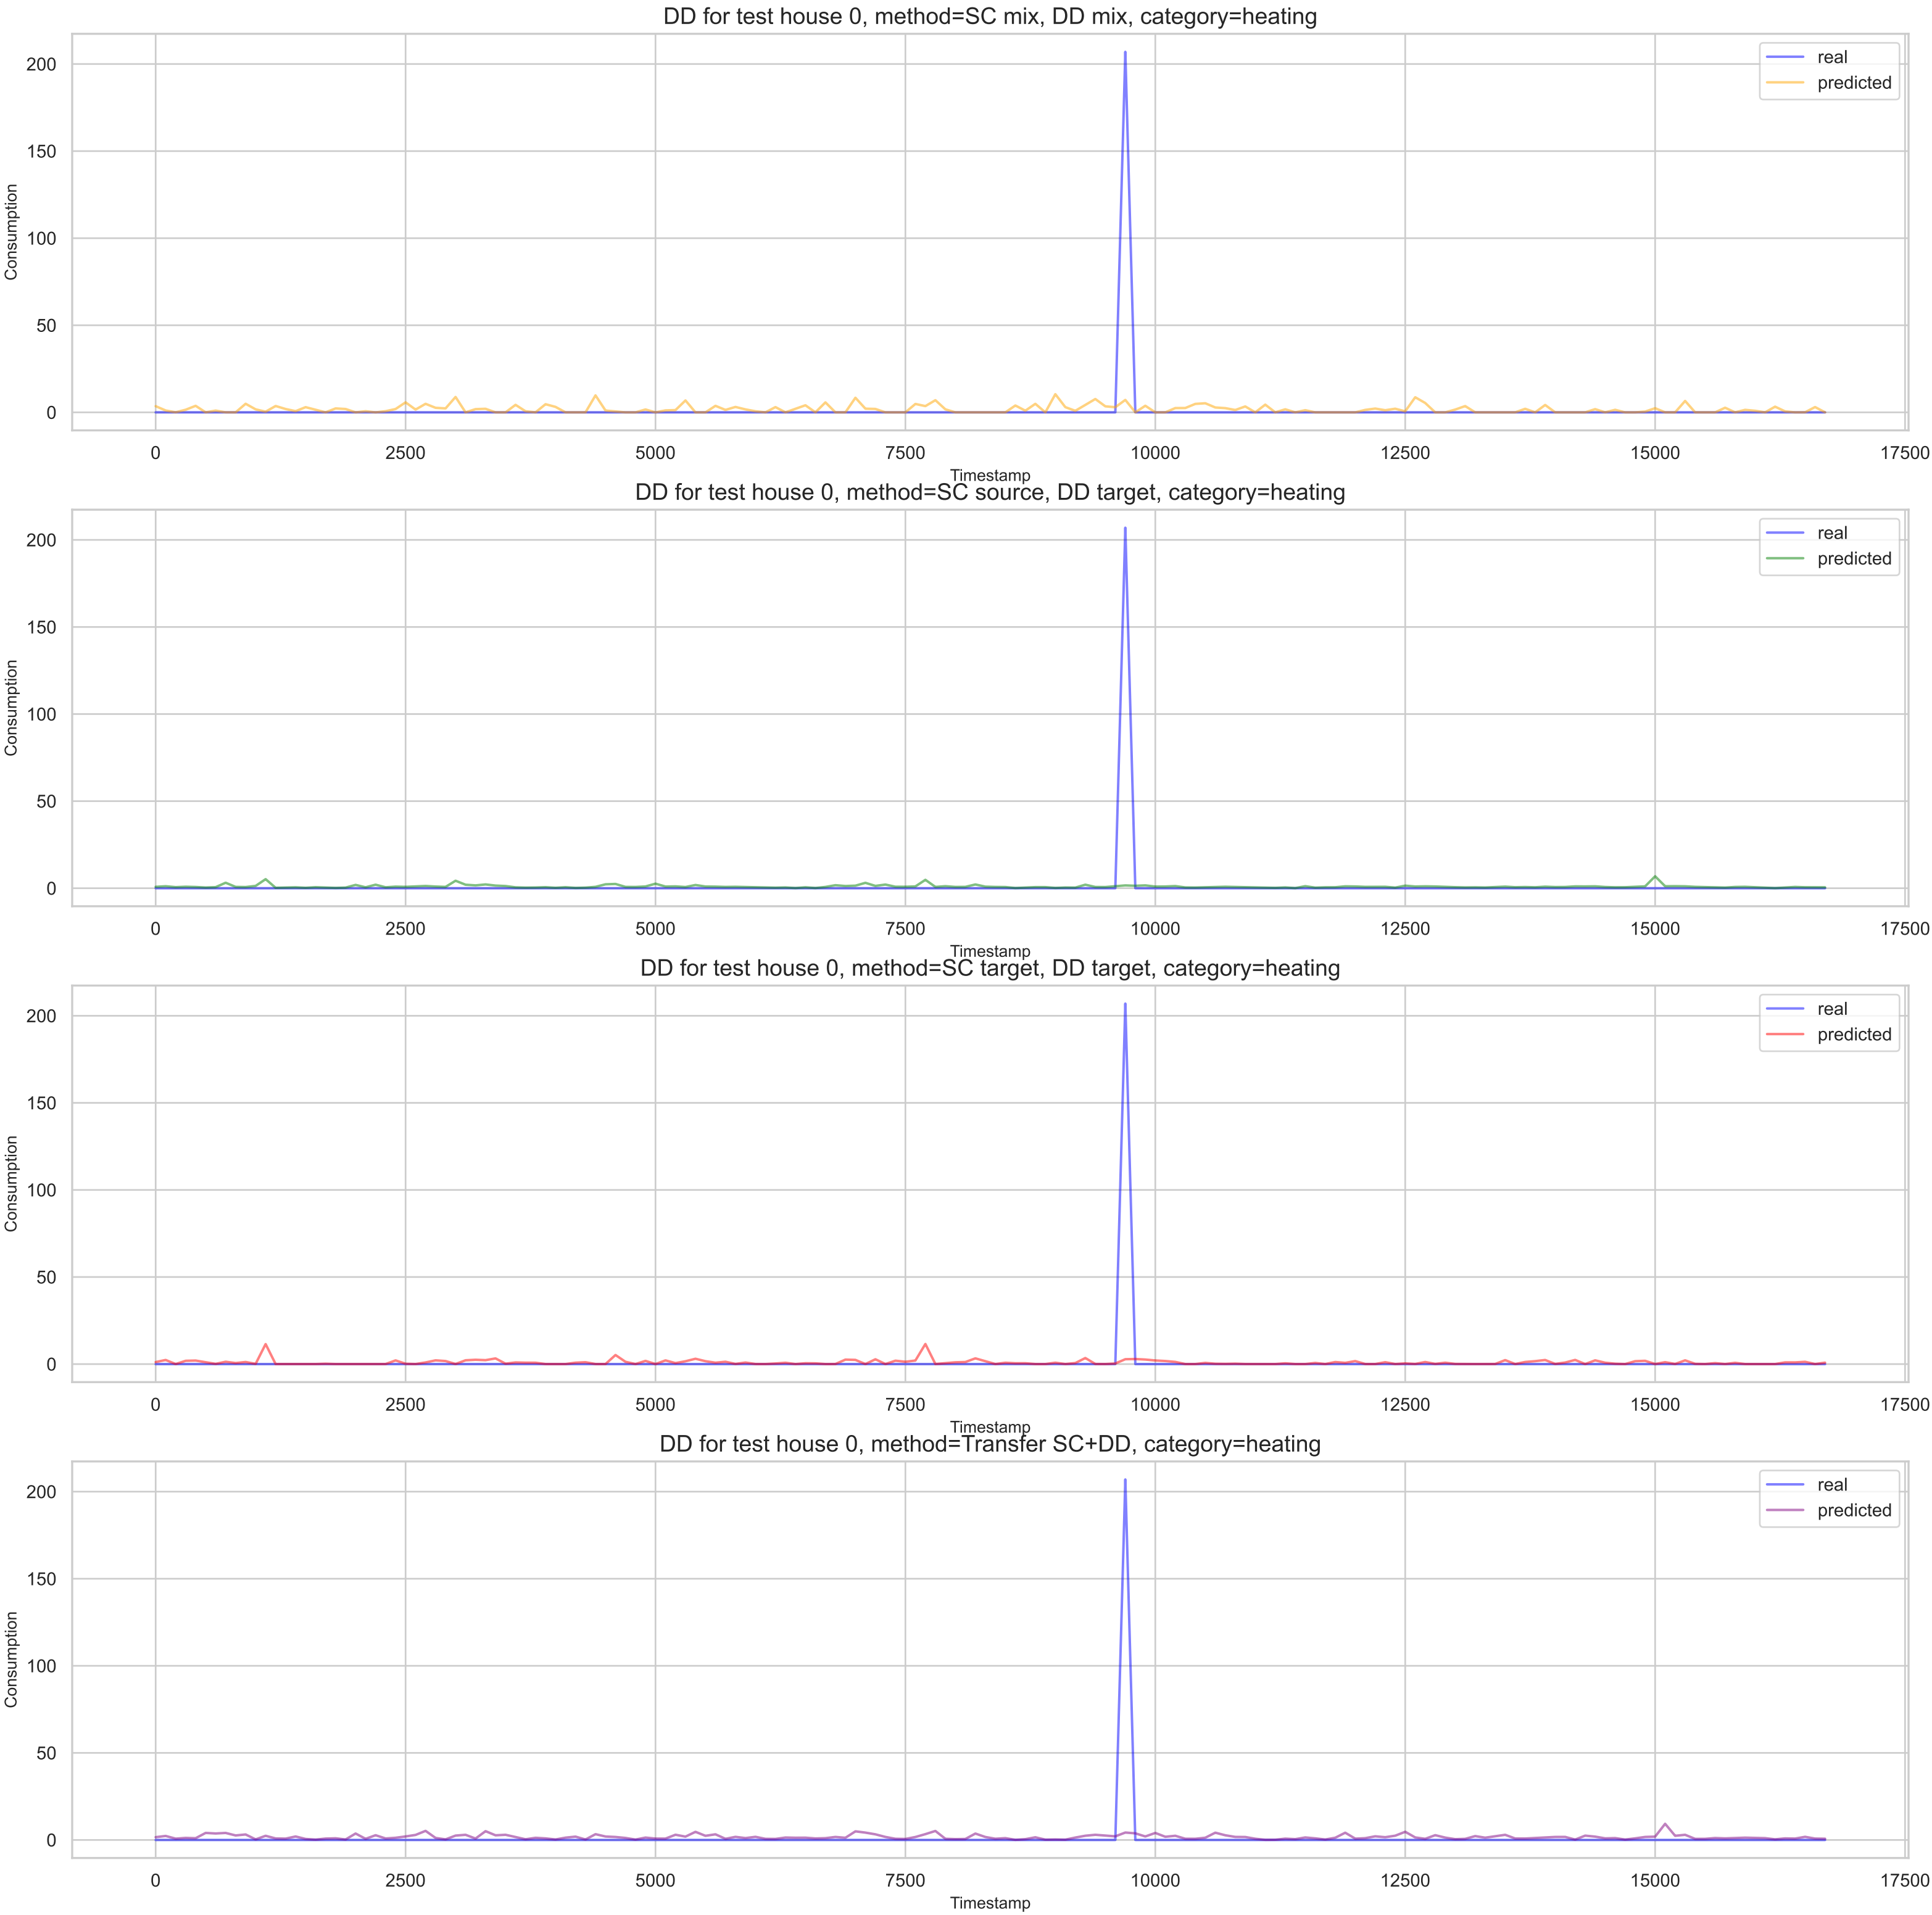 DD for test house 0, method=SC mix, DD mix, category=heating
real
predicted
200
150
100
50
0
Consumption
0 2500 5000 7500 10000 12500 15000 17500
Timestamp
DD for test house 0, method=SC source, DD target, category=heating
real
predicted
200
150
100
50
0
Consumption
0 2500 5000 7500 10000 12500 15000 17500
Timestamp
DD for test house 0, method=SC target, DD target, category=heating
real
predicted
200
150
100
50
0
Consumption
0 2500 5000 7500 10000 12500 15000 17500
Timestamp
DD for test house 0, method=Transfer SC+DD, category=heating
real
predicted
200
150
100
50
0
Consumption
0 2500 5000 7500 10000 12500 15000 17500
Timestamp